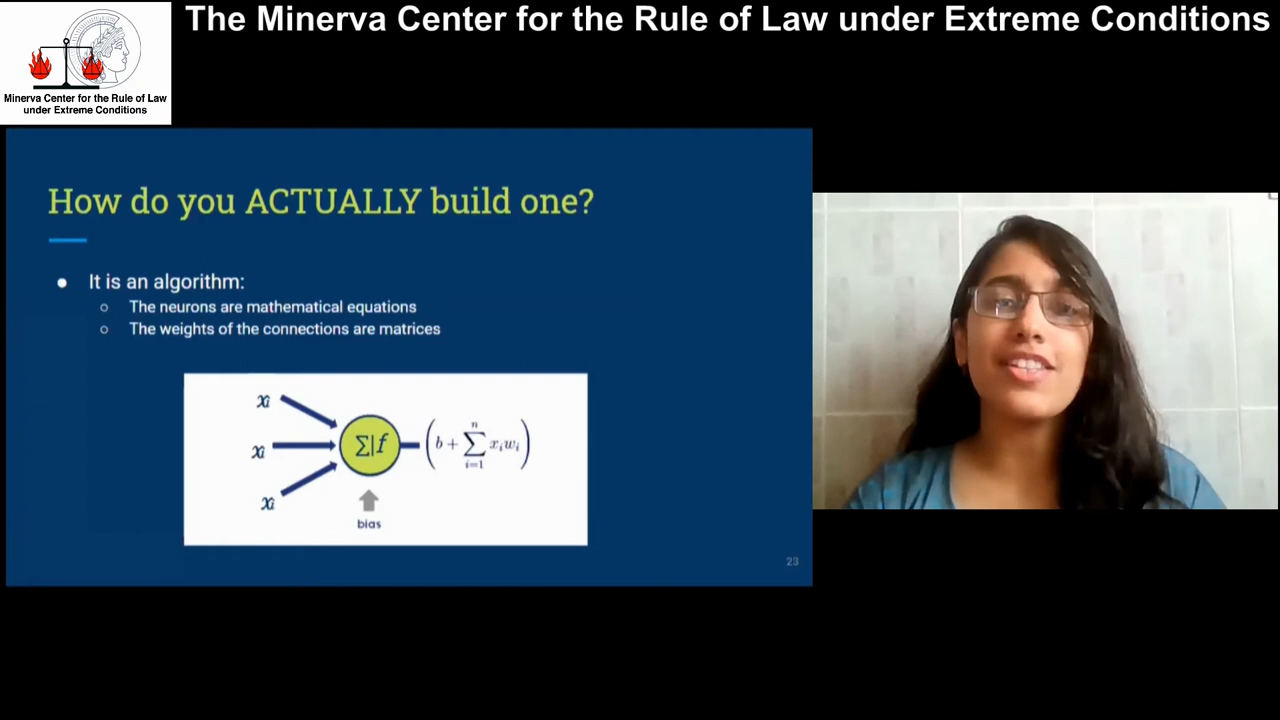 The Minerva Center for the Rule of Law under Extreme Conditions
Minerva Center for the Rule of Law
under Extreme Conditions
How do you ACTUALLY build one?
● It is an algorithm:
○ The neurons are mathematical equations
○ The weights of the connections are matrices
xᵢ
xᵢ
xᵢ
Σ|f
(b + ∑ⁿᵢ₌₁ xᵢwᵢ)
bias
23